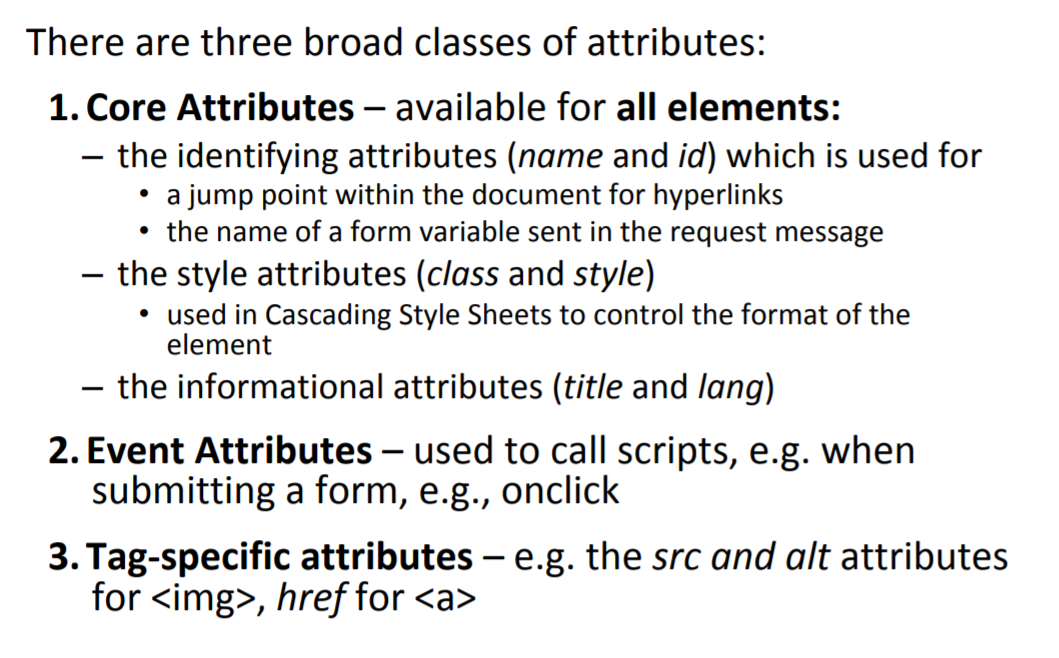 There are three broad classes of attributes:
1. Core Attributes – available for all elements:
– the identifying attributes (name and id) which is used for
• a jump point within the document for hyperlinks
• the name of a form variable sent in the request message
– the style attributes (class and style)
• used in Cascading Style Sheets to control the format of the
element
– the informational attributes (title and lang)
2. Event Attributes – used to call scripts, e.g. when
submitting a form, e.g., onclick
3. Tag-specific attributes – e.g. the src and alt attributes
for <img>, href for <a>